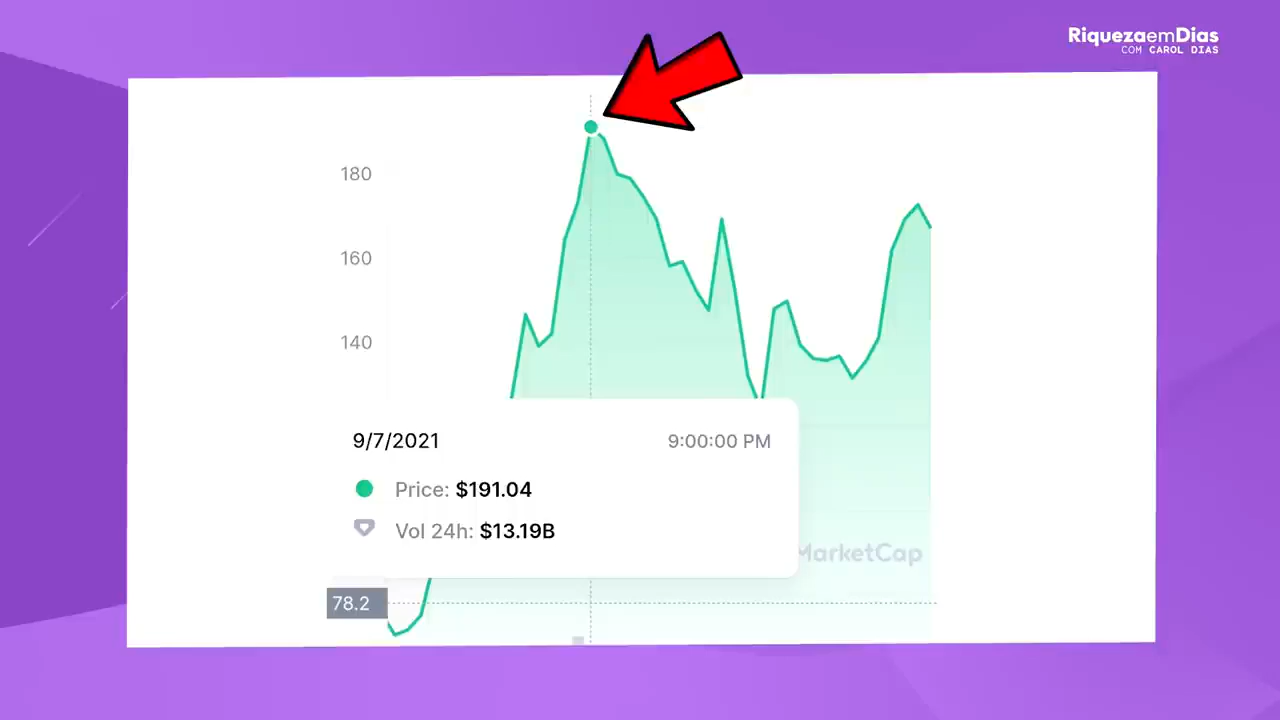 RiquezaemDias
COM CAROL DIAS
180
160
140
9/7/2021 9:00:00 PM
Price: $191.04
Vol 24h: $13.19B
MarketCap
78.2